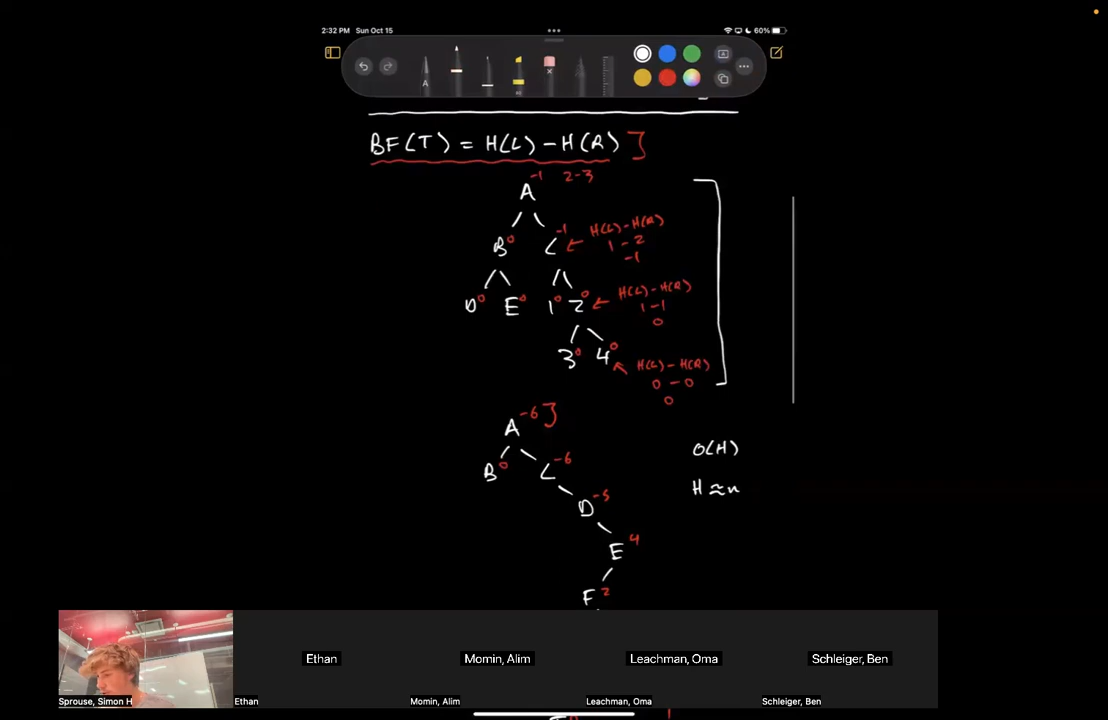 2:32 PM Sun Oct 15
60%
A
BF(T) = H(L) - H(R) ]
A -1 2-3
B 0 C -1 H(L)-H(R)
1-2
-1
D 0 E 0 1 0 2 0 H(L)-H(R)
1-1
0
3 0 4 0 H(L)-H(R)
0-0
0
A -6 ]
B 0 C -6
D -5
E 4
F 2
O(H)
H ≈ n
Ethan
Momin, Alim
Leachman, Oma
Schleiger, Ben
Sprouse, Simon H
Ethan
Momin, Alim
Leachman, Oma
Schleiger, Ben